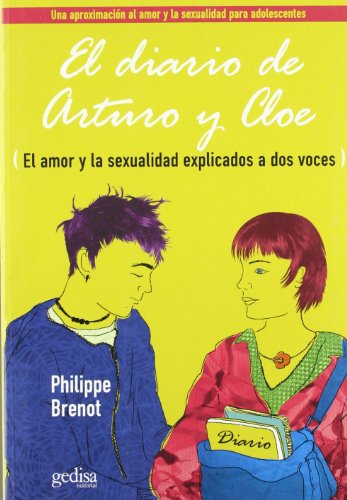 Una aproximación al amor y la sexualidad para adolescentes
El diario de
Arturo y Cloe
( El amor y la sexualidad explicados a dos voces )
Philippe
Brenot
Diario
gedisa
editorial